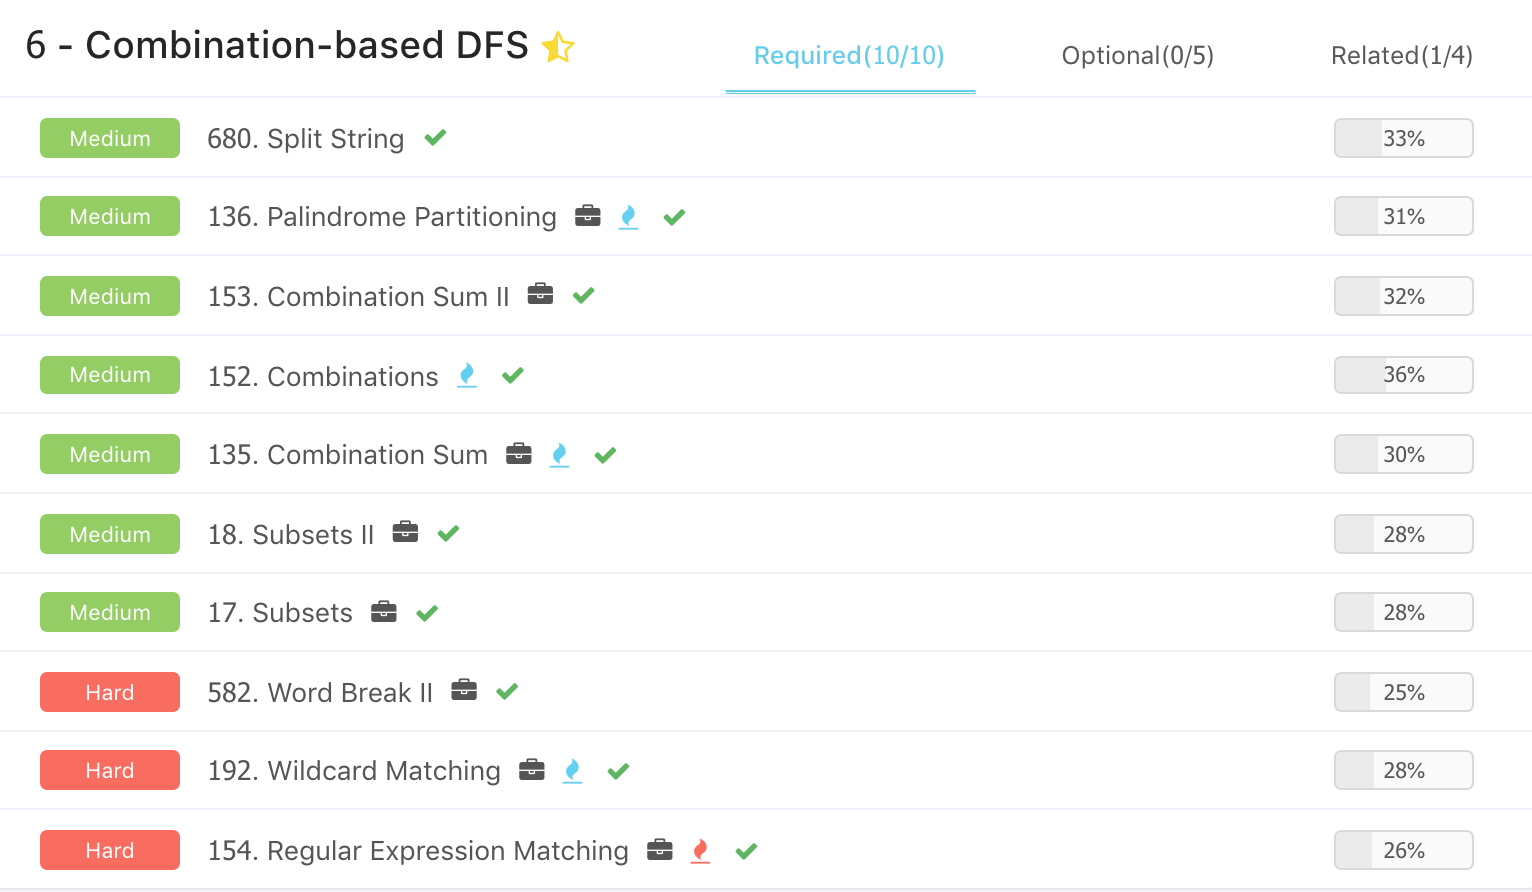 6 - Combination-based DFS
Required(10/10) Optional(0/5) Related(1/4)
Medium 680. Split String 33%
Medium 136. Palindrome Partitioning 31%
Medium 153. Combination Sum II 32%
Medium 152. Combinations 36%
Medium 135. Combination Sum 30%
Medium 18. Subsets II 28%
Medium 17. Subsets 28%
Hard 582. Word Break II 25%
Hard 192. Wildcard Matching 28%
Hard 154. Regular Expression Matching 26%